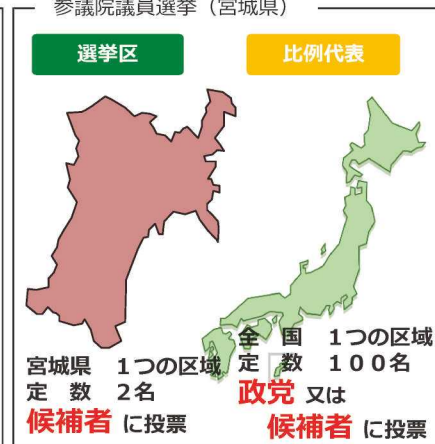 参議院議員選挙（宮城県）
選挙区
比例代表
宮城県　１つの区域
定　数　２名
候補者 に投票
全　国　１つの区域
定　数　１００名
政党 又は
候補者 に投票